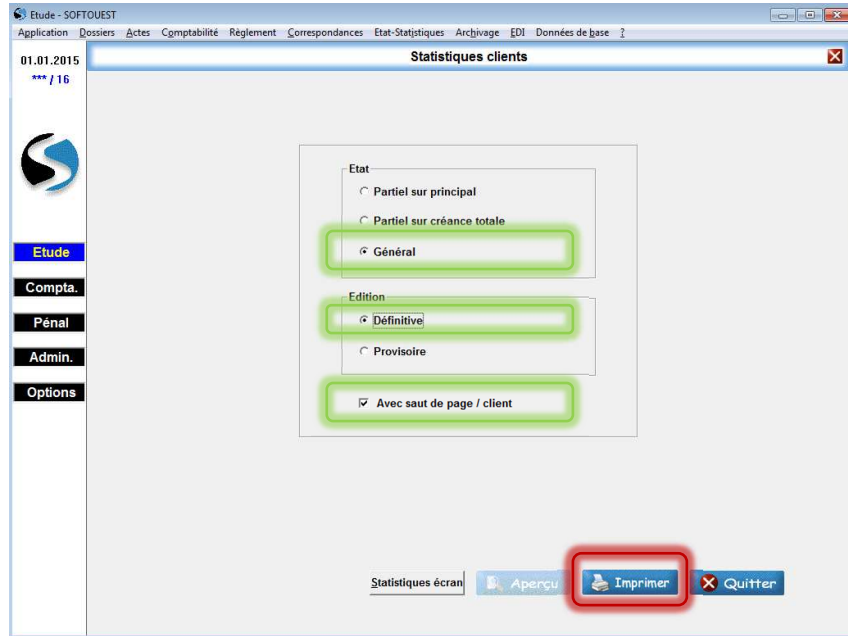 Etude - SOFTOUEST
Application Dossiers Actes Comptabilité Règlement Correspondances Etat-Statistiques Archivage EDI Données de base ?
01.01.2015
Statistiques clients
*** / 16
Etat
Partiel sur principal
Partiel sur créance totale
Général
Etude
Compta.
Edition
Définitive
Pénal
Provisoire
Admin.
Options
Avec saut de page / client
Statistiques écran Aperçu Imprimer Quitter